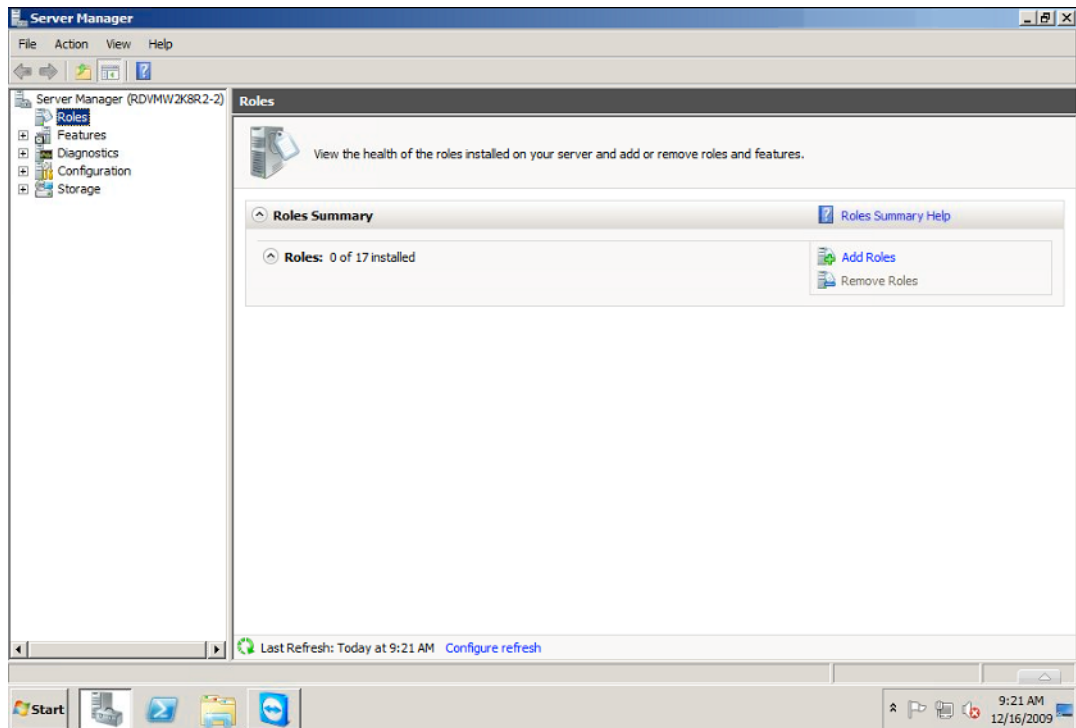 Server Manager
File Action View Help
Server Manager (RDVMW2K8R2-2)
Roles
Features
Diagnostics
Configuration
Storage
Roles
View the health of the roles installed on your server and add or remove roles and features.
Roles Summary
Roles Summary Help
Roles: 0 of 17 installed
Add Roles
Remove Roles
Last Refresh: Today at 9:21 AM Configure refresh
Start
9:21 AM
12/16/2009